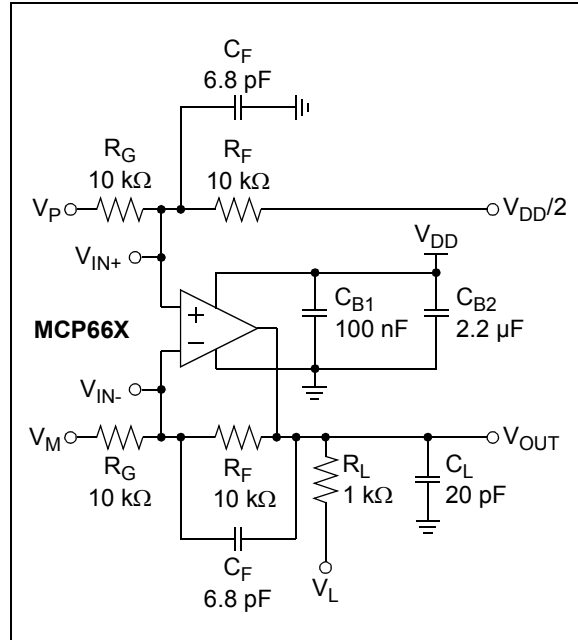 C_F
6.8 pF
R_G
10 kΩ
R_F
10 kΩ
V_P
V_DD/2
V_IN+
V_DD
+
MCP66X
−
C_B1
100 nF
C_B2
2.2 µF
V_IN-
V_M
V_OUT
R_G
10 kΩ
R_F
10 kΩ
R_L
1 kΩ
C_L
20 pF
C_F
6.8 pF
V_L